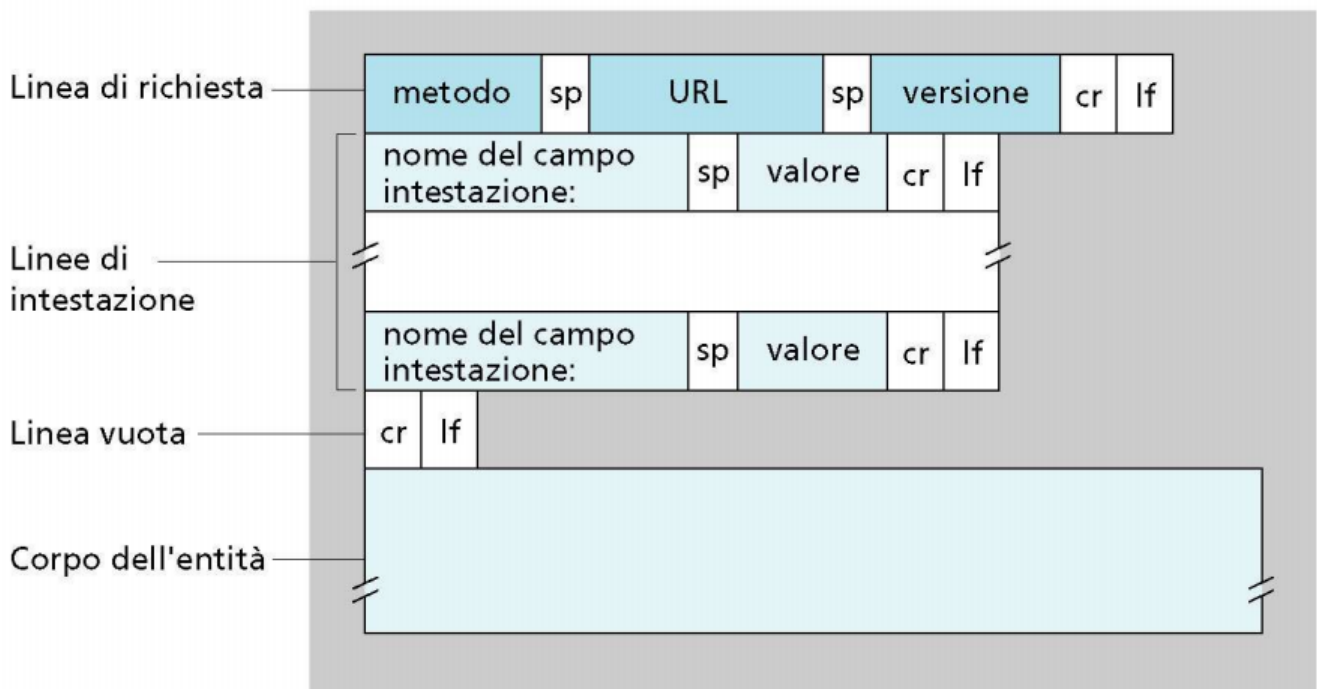 Linea di richiesta
metodo sp URL sp versione cr lf
nome del campo
intestazione:
sp valore cr lf
Linee di
intestazione
nome del campo
intestazione:
sp valore cr lf
Linea vuota
cr lf
Corpo dell'entità